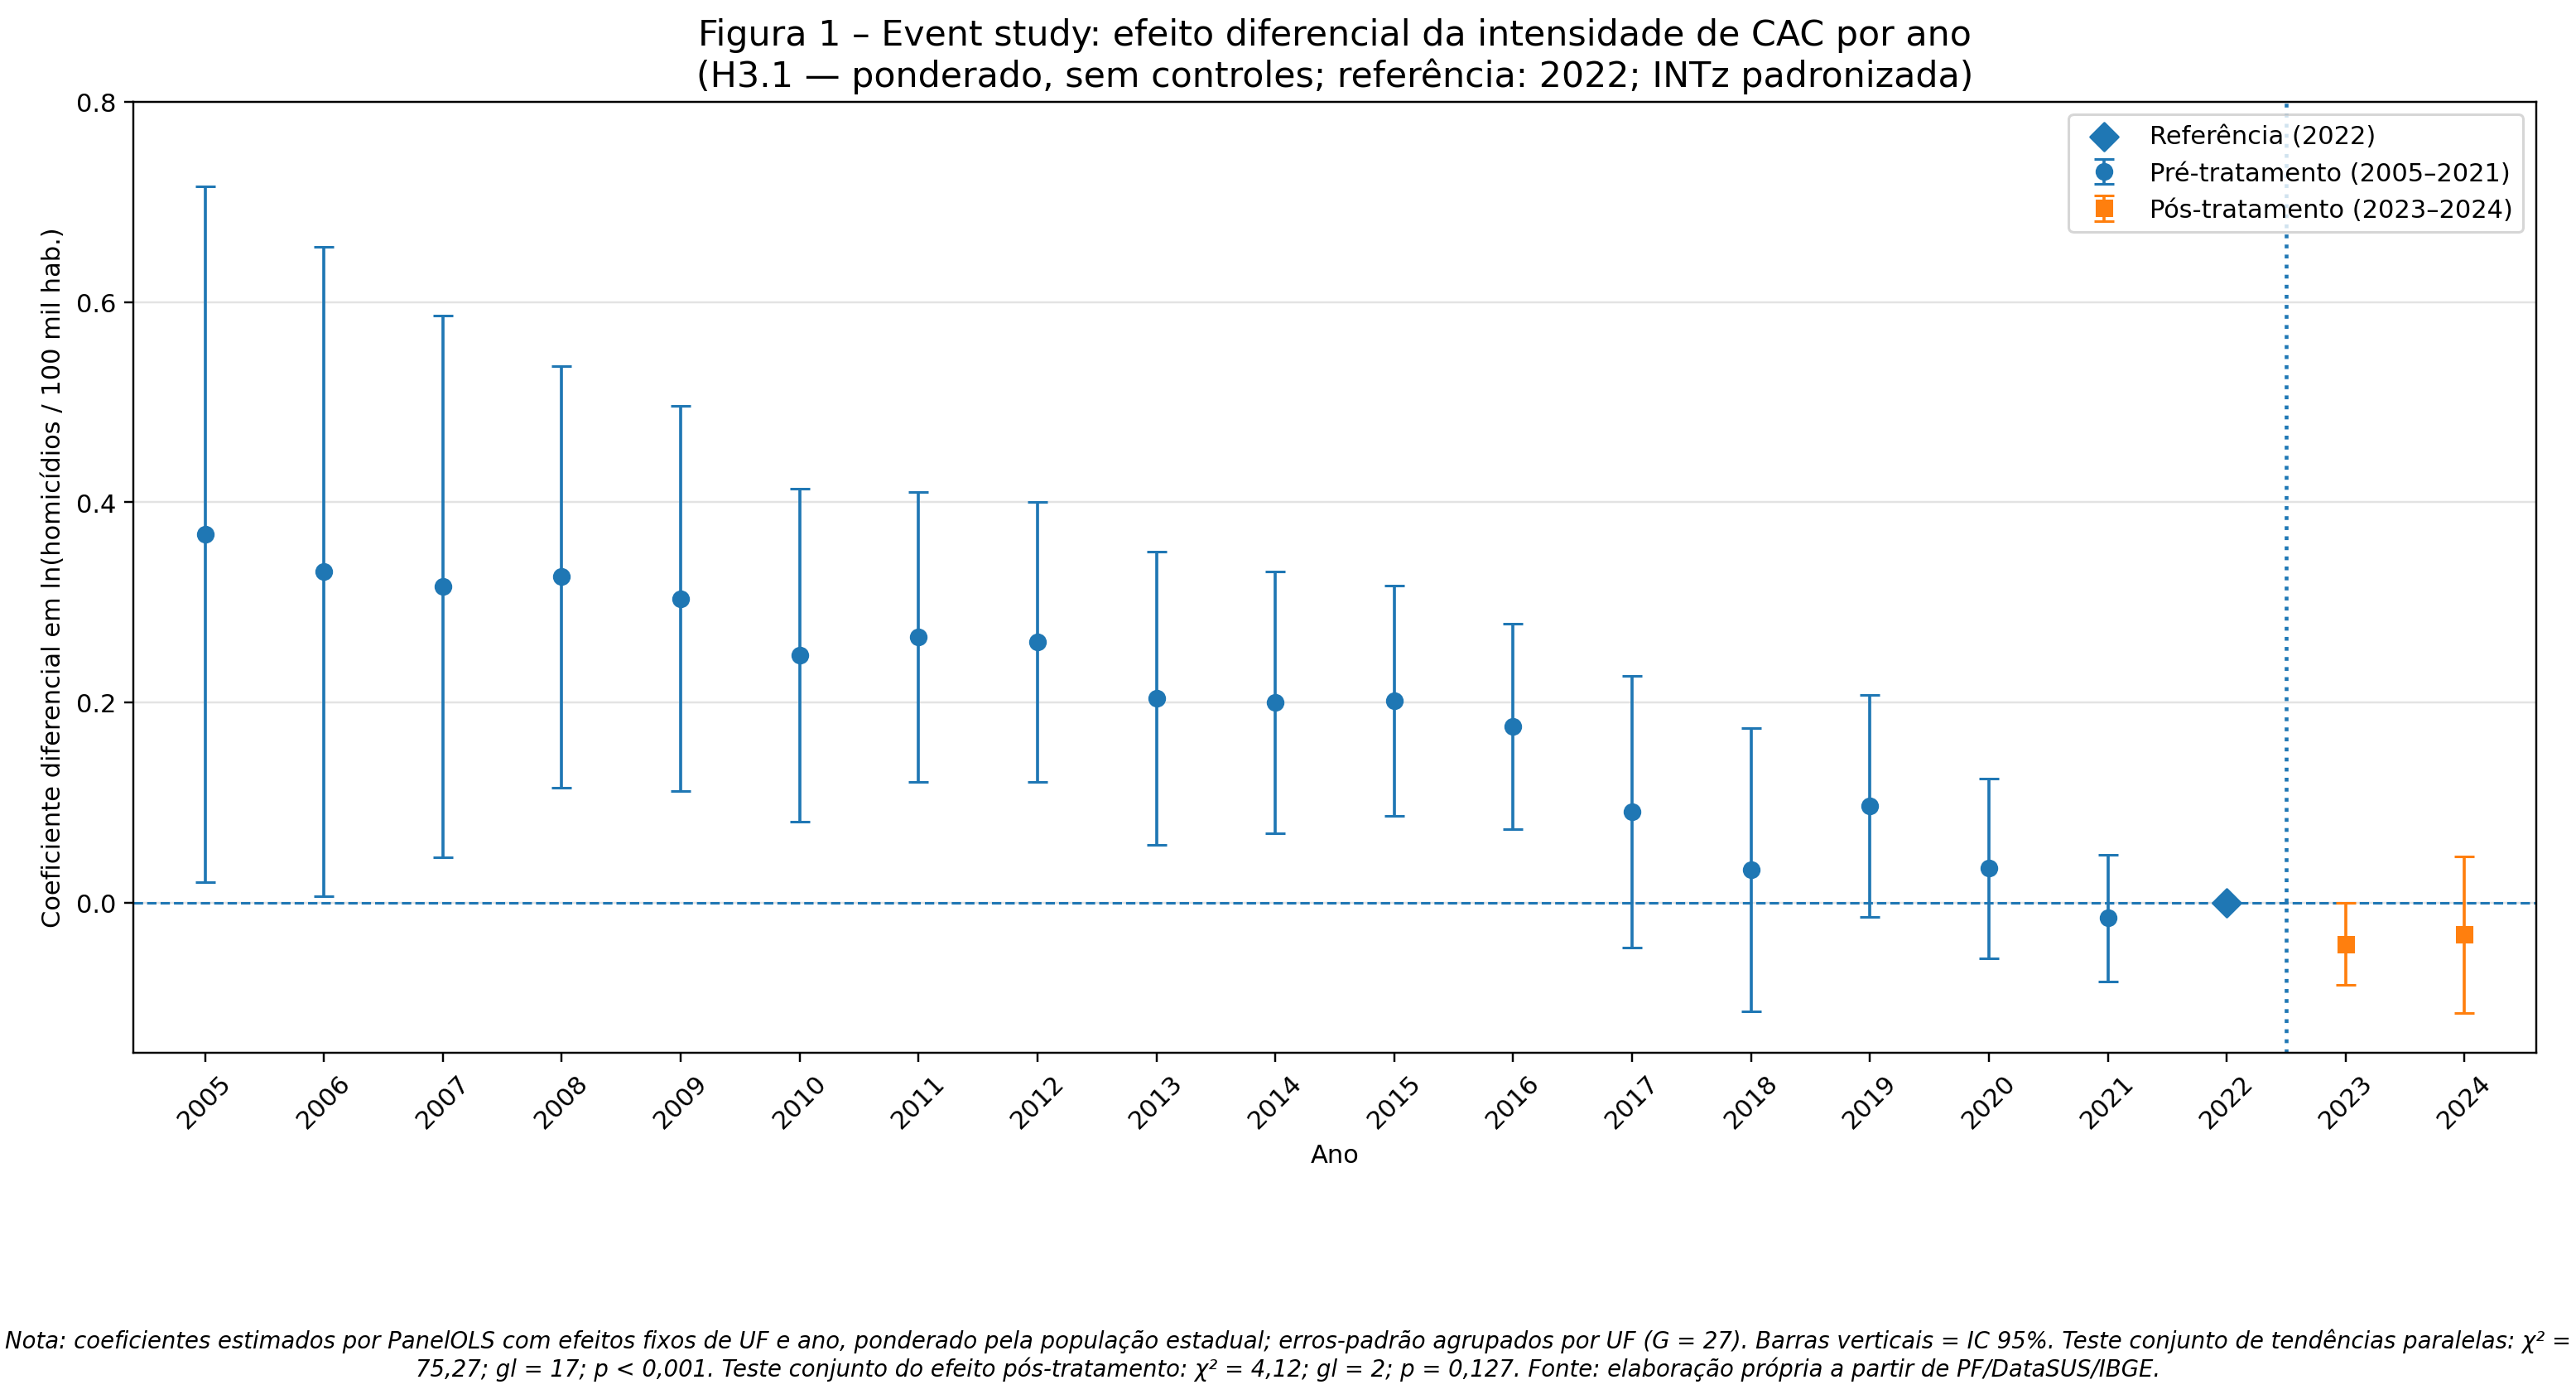 Figura 1 – Event study: efeito diferencial da intensidade de CAC por ano
(H3.1 — ponderado, sem controles; referência: 2022; INTz padronizada)
Coeficiente diferencial em ln(homicídios / 100 mil hab.)
0.8
0.6
0.4
0.2
0.0
Referência (2022)
Pré-tratamento (2005–2021)
Pós-tratamento (2023–2024)
2005
2006
2007
2008
2009
2010
2011
2012
2013
2014
2015
2016
2017
2018
2019
2020
2021
2022
2023
2024
Ano
Nota: coeficientes estimados por PanelOLS com efeitos fixos de UF e ano, ponderado pela população estadual; erros-padrão agrupados por UF (G = 27). Barras verticais = IC 95%. Teste conjunto de tendências paralelas: χ² =
75,27; gl = 17; p < 0,001. Teste conjunto do efeito pós-tratamento: χ² = 4,12; gl = 2; p = 0,127. Fonte: elaboração própria a partir de PF/DataSUS/IBGE.